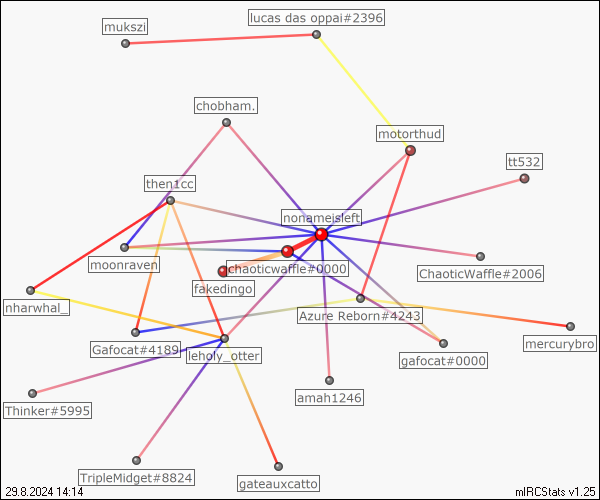 lucas das oppai#2396
mukszi
chobham.
motorthud
tt532
then1cc
nonameisleft
moonraven
chaoticwaffle#0000
ChaoticWaffle#2006
fakedingo
nharwhal_
Azure Reborn#4243
Gafocat#4189
leholy_otter
gafocat#0000
mercurybro
amah1246
Thinker#5995
TripleMidget#8824
gateauxcatto
29.8.2024 14:14
mIRCStats v1.25